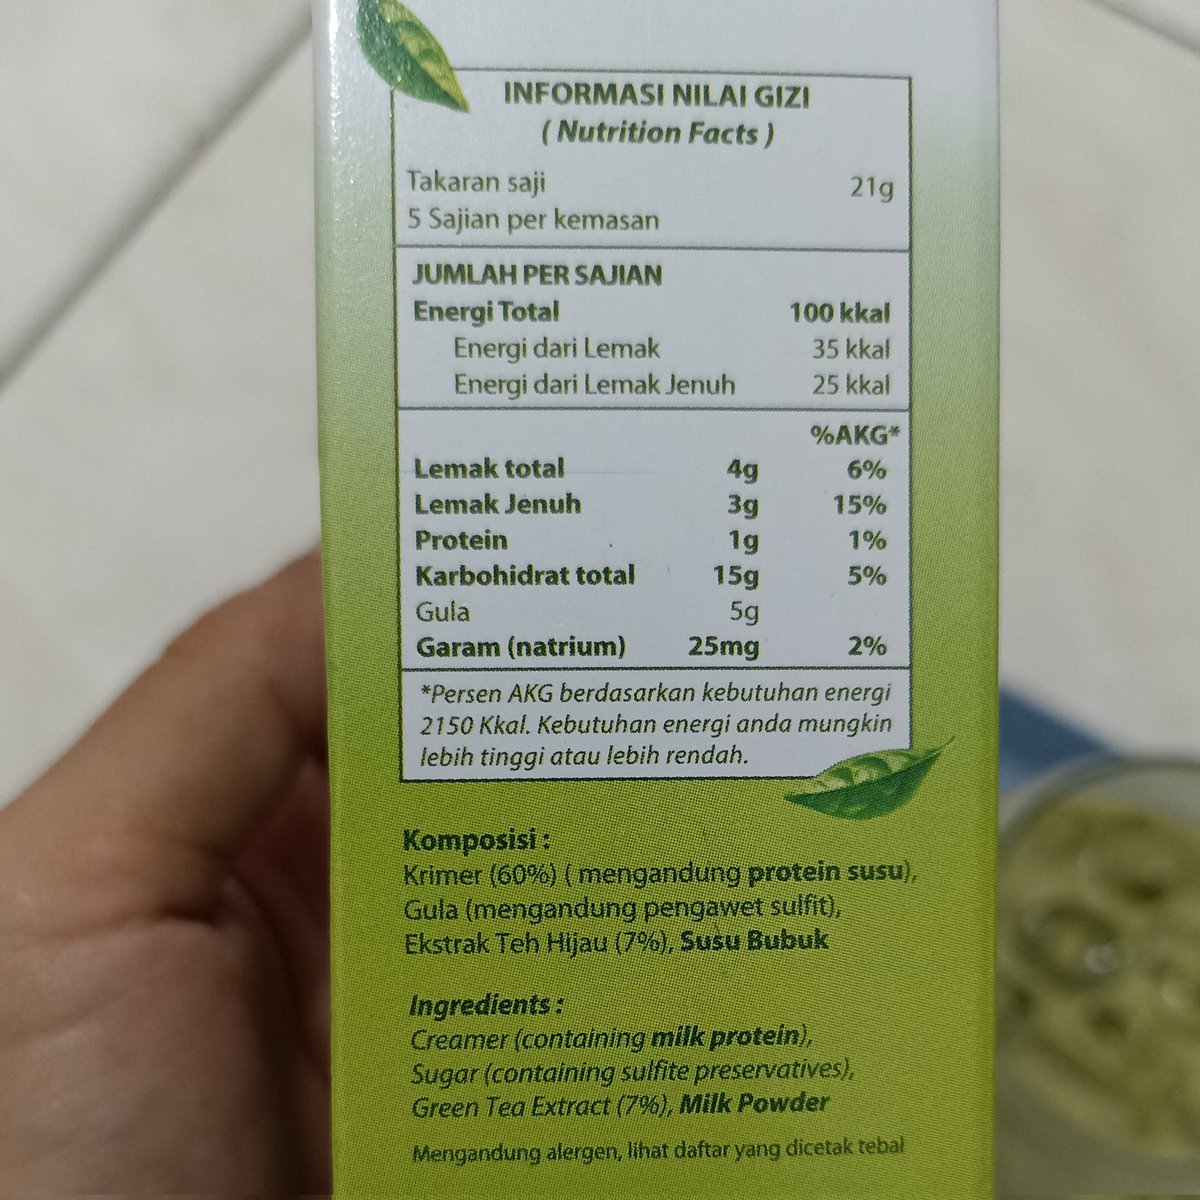 INFORMASI NILAI GIZI
( Nutrition Facts )
Takaran saji 21g
5 Sajian per kemasan
JUMLAH PER SAJIAN
Energi Total 100 kkal
Energi dari Lemak 35 kkal
Energi dari Lemak Jenuh 25 kkal
%AKG*
Lemak total 4g 6%
Lemak Jenuh 3g 15%
Protein 1g 1%
Karbohidrat total 15g 5%
Gula 5g
Garam (natrium) 25mg 2%
*Persen AKG berdasarkan kebutuhan energi
2150 Kkal. Kebutuhan energi anda mungkin
lebih tinggi atau lebih rendah.
Komposisi :
Krimer (60%) ( mengandung protein susu),
Gula (mengandung pengawet sulfit),
Ekstrak Teh Hijau (7%), Susu Bubuk
Ingredients :
Creamer (containing milk protein),
Sugar (containing sulfite preservatives),
Green Tea Extract (7%), Milk Powder
Mengandung alergen, lihat daftar yang dicetak tebal